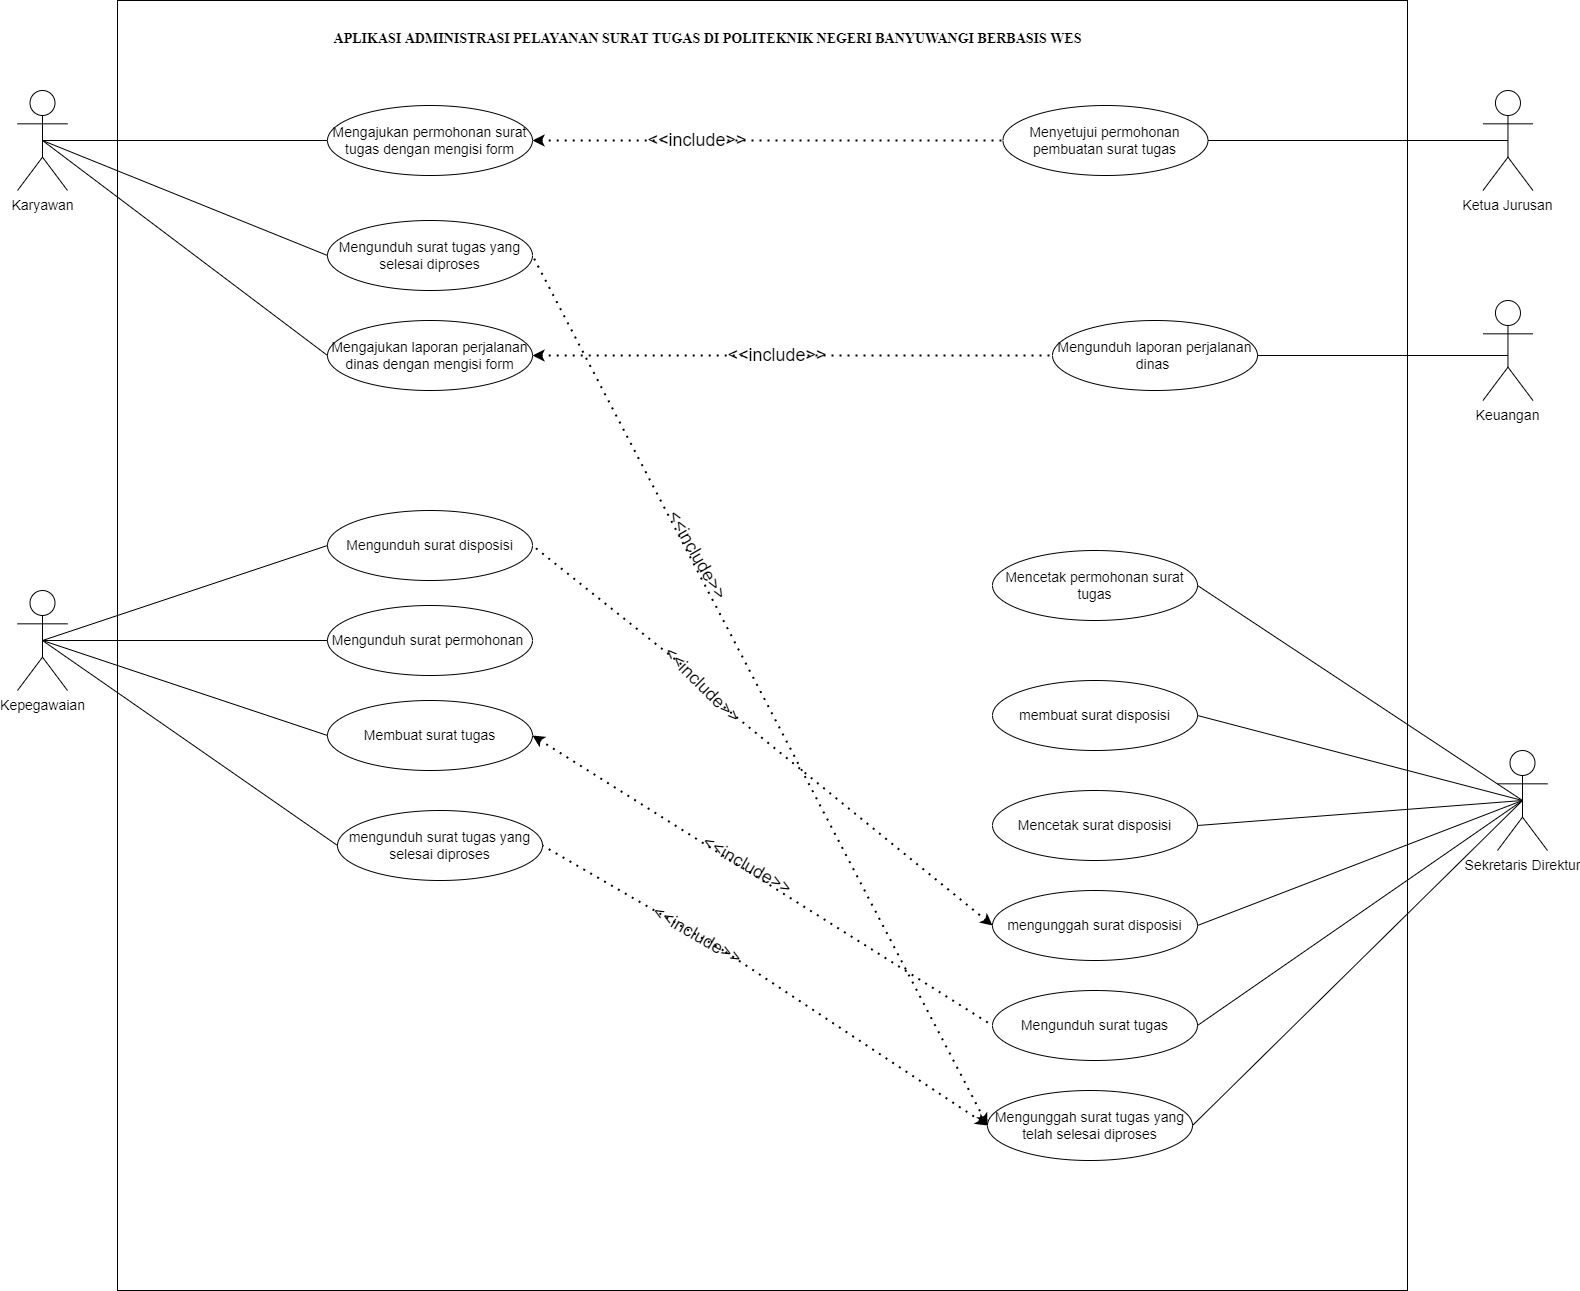 APLIKASI ADMINISTRASI PELAYANAN SURAT TUGAS DI POLITEKNIK NEGERI BANYUWANGI BERBASIS WES
Mengajukan permohonan surat
tugas dengan mengisi form
<<include>>
Menyetujui permohonan
pembuatan surat tugas
Karyawan
Ketua Jurusan
Mengunduh surat tugas yang
selesai diproses
Mengajukan laporan perjalanan
dinas dengan mengisi form
<<include>>
Mengunduh laporan perjalanan
dinas
Keuangan
<<include>>
Mengunduh surat disposisi
Mencetak permohonan surat
tugas
Mengunduh surat permohonan
<<include>>
Kepegawaian
membuat surat disposisi
Membuat surat tugas
mengunduh surat tugas yang
selesai diproses
<<include>>
Mencetak surat disposisi
Sekretaris Direktur
<<include>>
mengunggah surat disposisi
Mengunduh surat tugas
Mengunggah surat tugas yang
telah selesai diproses